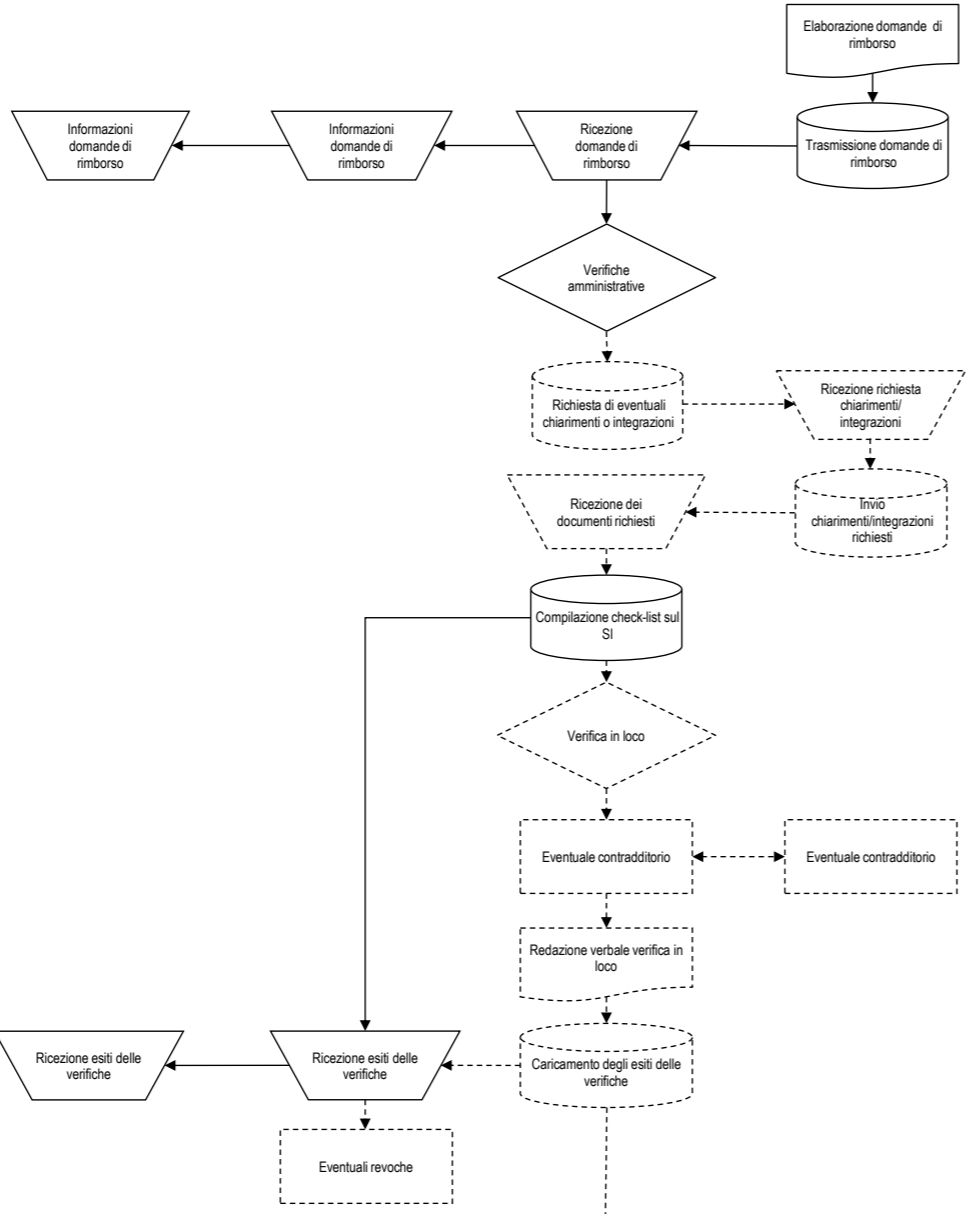 Elaborazione domande di
rimborso
Informazioni
domande di
rimborso
Informazioni
domande di
rimborso
Ricezione
domande di
rimborso
Trasmissione domande di
rimborso
Verifiche
amministrative
Richiesta di eventuali
chiarimenti o integrazioni
Ricezione richiesta
chiarimenti/
integrazioni
Ricezione dei
documenti richiesti
Invio
chiarimenti/integrazioni
richiesti
Compilazione check-list sul
SI
Verifica in loco
Eventuale contradditorio
Eventuale contradditorio
Redazione verbale verifica in
loco
Ricezione esiti delle
verifiche
Ricezione esiti delle
verifiche
Caricamento degli esiti delle
verifiche
Eventuali revoche